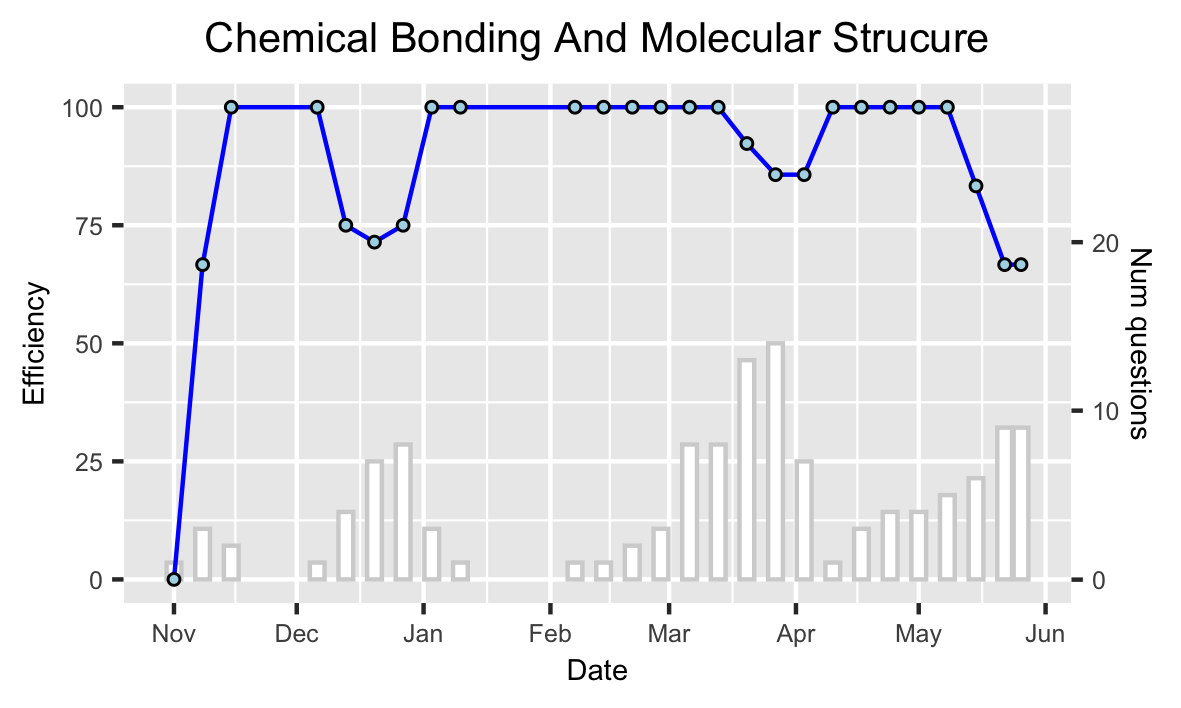 Chemical Bonding And Molecular Strucure
100
75
50
25
0
Efficiency
20
10
0
Num questions
Nov Dec Jan Feb Mar Apr May Jun
Date